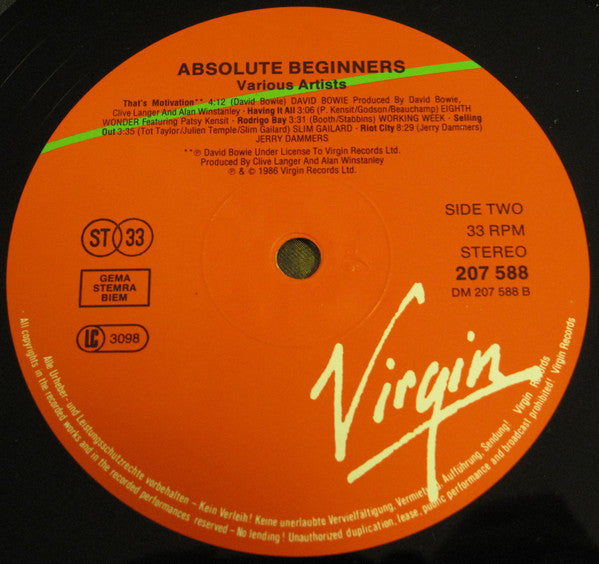 ABSOLUTE BEGINNERS
Various Artists
That's Motivation** 4:12 (David Bowie) DAVID BOWIE Produced By David Bowie,
Clive Langer And Alan Winstanley · Having It All 3:06 (P. Kensit/Godson/Beauchamp) EIGHTH
WONDER Featuring Patsy Kensit · Rodrigo Bay 3:31 (Booth/Stabbins) WORKING WEEK · Selling
Out 3:35 (Tot Taylor/Julien Temple/Slim Gailard) SLIM GAILARD · Riot City 8:29 (Jerry Dammers)
JERRY DAMMERS
**℗ David Bowie Under License To Virgin Records Ltd.
Produced By Clive Langer And Alan Winstanley
℗ & © 1986 Virgin Records Ltd.
SIDE TWO
33 RPM
STEREO
207 588
DM 207 588 B
ST 33
GEMA
STEMRA
BIEM
LC 3098
Virgin
Alle Urheber- und Leistungsschutzrechte vorbehalten – Kein Verleih! Keine unerlaubte Vervielfältigung, Vermietung, Aufführung, Sendung! Virgin Records
All copyrights in the recorded works and in the recorded performances reserved – No lending! Unauthorized duplication, lease, public performance and broadcast prohibited! Virgin Records